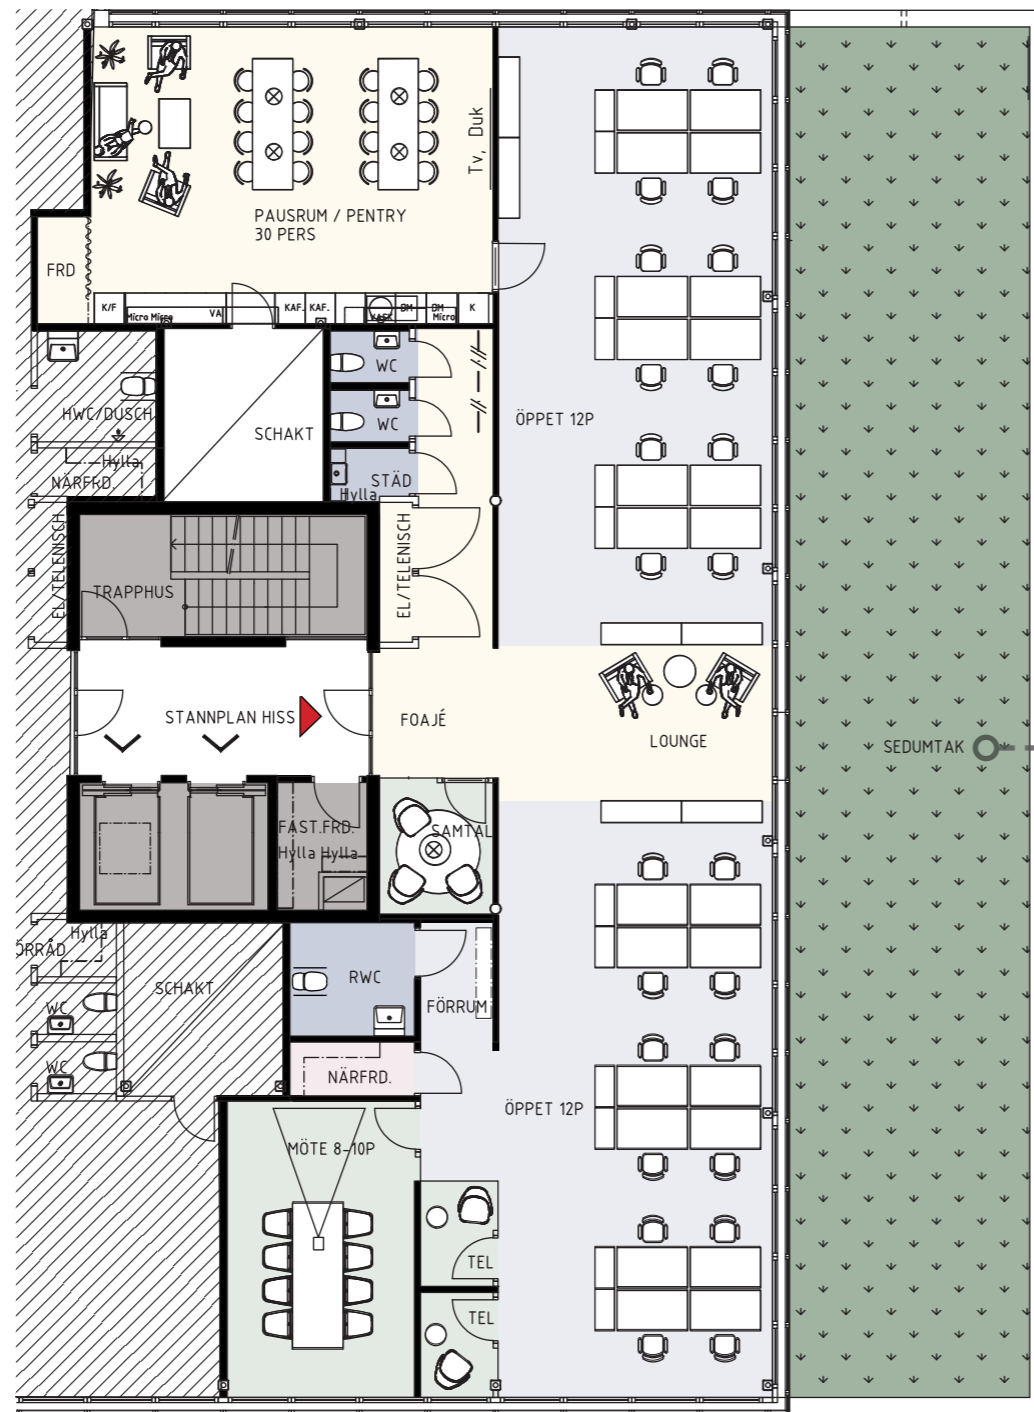 Tv, Duk
PAUSRUM / PENTRY
30 PERS
FRD
K/F
Micro Micro
VA
KAF.
KAF.
KASK
DM
DM
Micro
K
WC
HWC/DUSCH
SCHAKT
ÖPPET 12P
WC
Hylla
NÄRFRD.
STÄD
Hylla
EL/TELENISCH
TRAPPHUS
EL/TELENISCH
STANNPLAN HISS
FOAJÉ
LOUNGE
SEDUMTAK
FAST.FRD.
SAMTAL
Hylla Hylla
Hylla
ÖRRÅD
SCHAKT
RWC
WC
FÖRRUM
WC
NÄRFRD.
ÖPPET 12P
MÖTE 8-10P
TEL
TEL